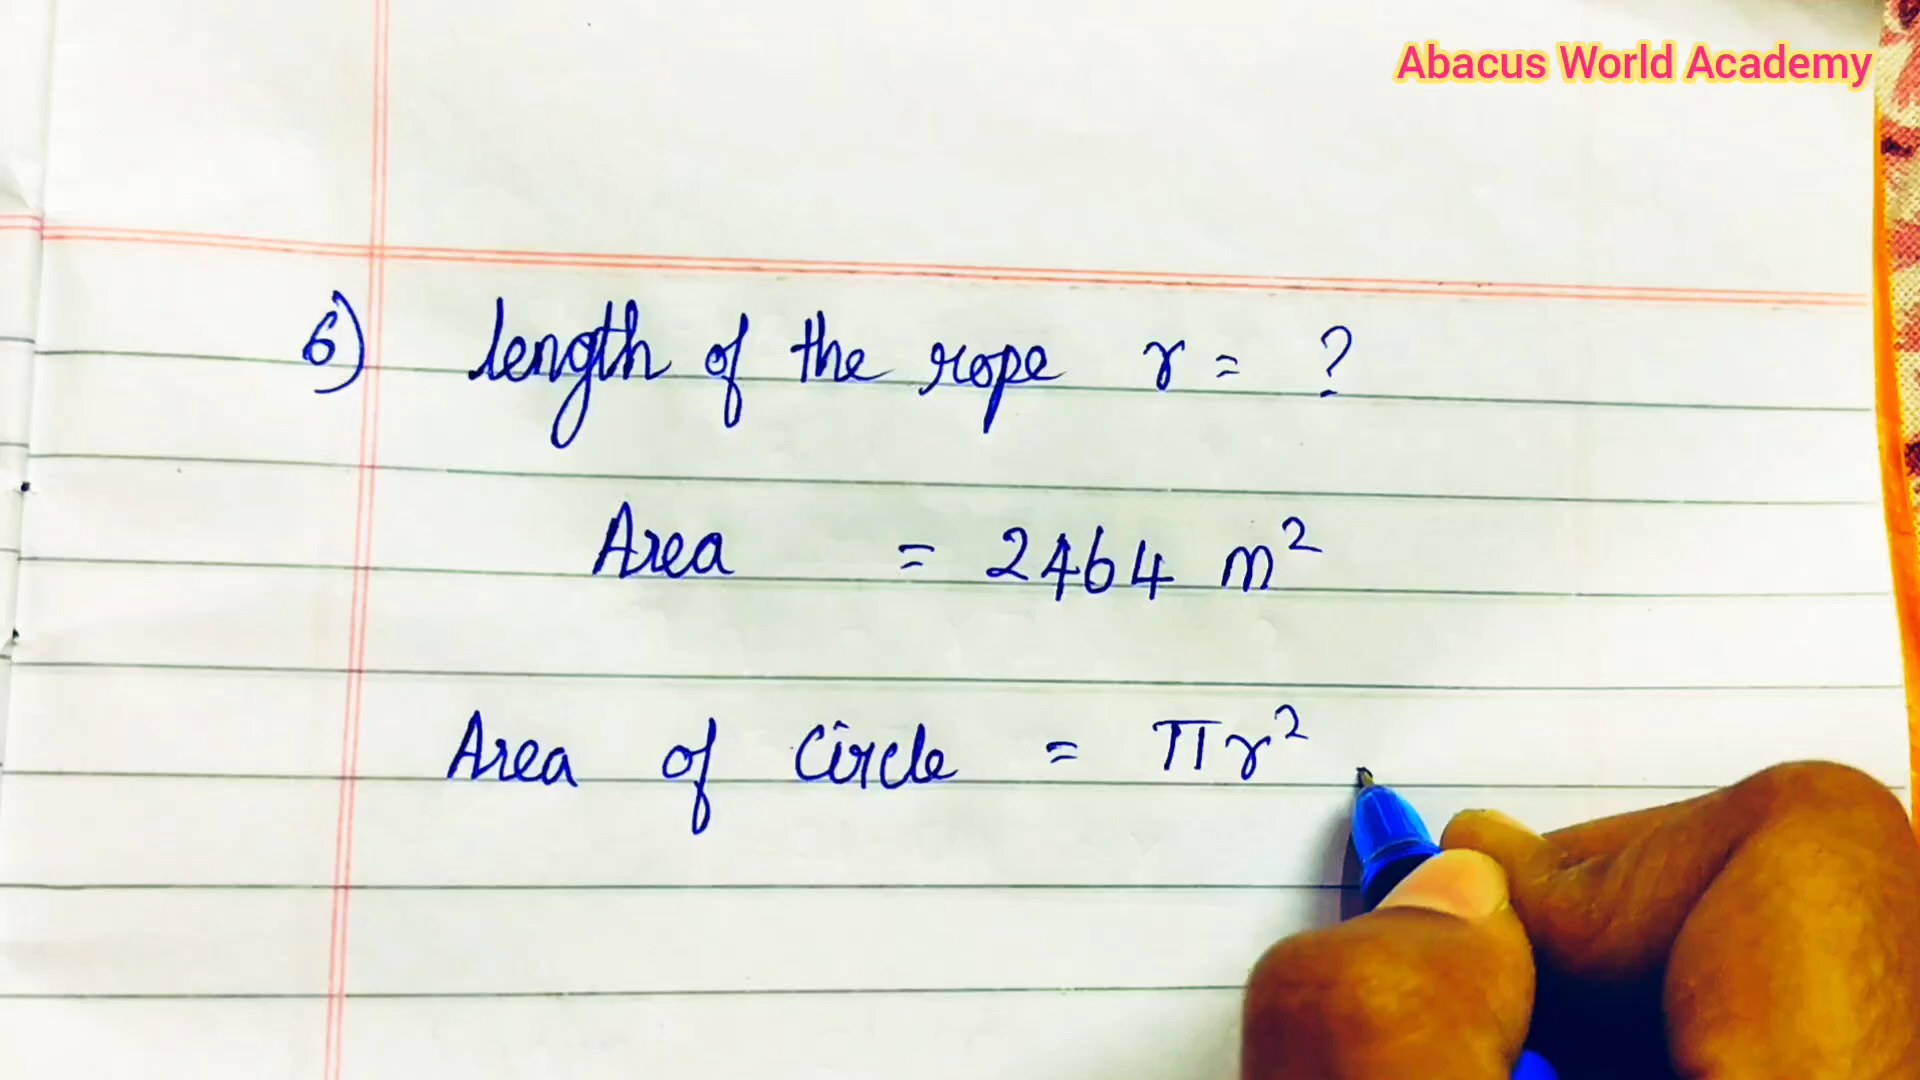 Abacus World Academy
6) length of the rope r = ?
Area = 2464 m²
Area of Circle = πr²